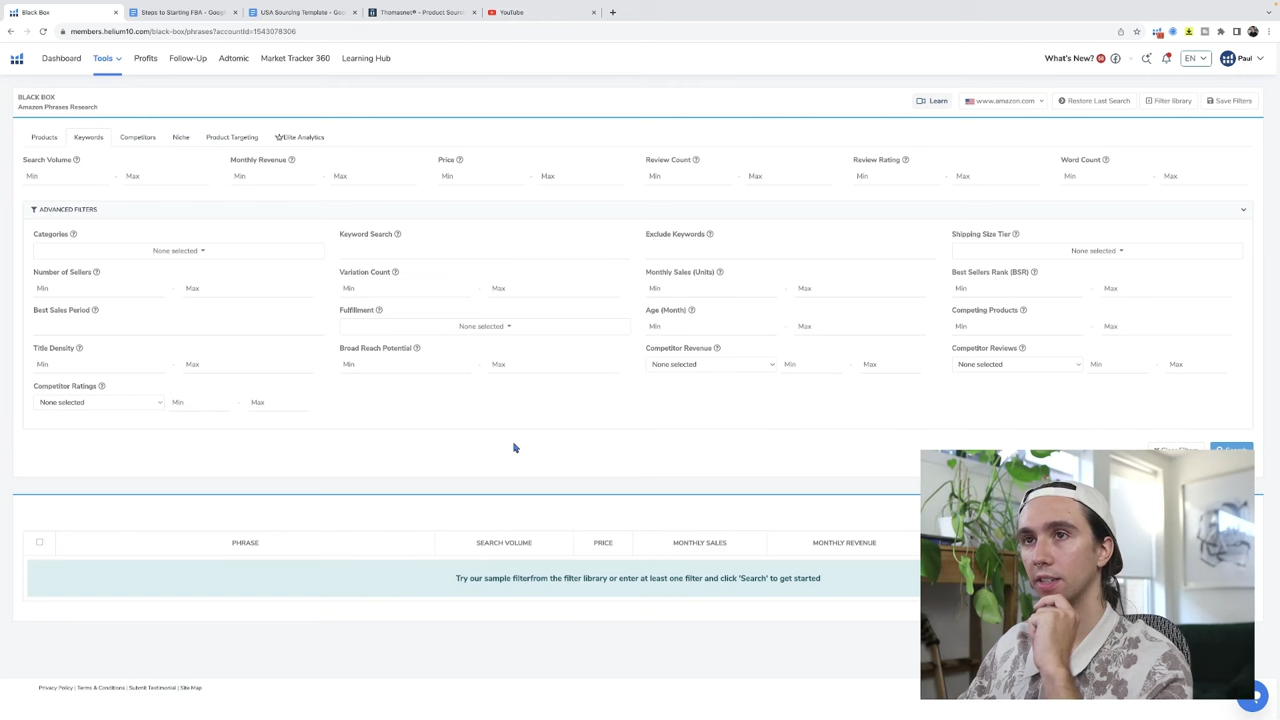 Black Box
Steps to Starting FBA - Googl
USA Sourcing Template - Goo
Thomasnet® - Product Sourc
YouTube
members.helium10.com/black-box/phrases?accountId=1543078306
Dashboard Tools Profits Follow-Up Adtomic Market Tracker 360 Learning Hub
What's New? EN Paul
BLACK BOX
Amazon Phrases Research
Learn www.amazon.com Restore Last Search Filter library Save Filters
Products Keywords Competitors Niche Product Targeting Elite Analytics
Search Volume Monthly Revenue Price Review Count Review Rating Word Count
Min - Max Min - Max Min - Max Min - Max Min - Max Min - Max
ADVANCED FILTERS
Categories Keyword Search Exclude Keywords Shipping Size Tier
None selected None selected
Number of Sellers Variation Count Monthly Sales (Units) Best Sellers Rank (BSR)
Min - Max Min - Max Min - Max Min - Max
Best Sales Period Fulfillment Age (Month) Competing Products
None selected Min - Max Min - Max
Title Density Broad Reach Potential Competitor Revenue Competitor Reviews
Min - Max Min - Max None selected Min - Max None selected Min - Max
Competitor Ratings
None selected Min - Max
PHRASE SEARCH VOLUME PRICE MONTHLY SALES MONTHLY REVENUE
Try our sample filterfrom the filter library or enter at least one filter and click 'Search' to get started
Privacy Policy | Terms & Conditions | Submit Testimonial | Site Map